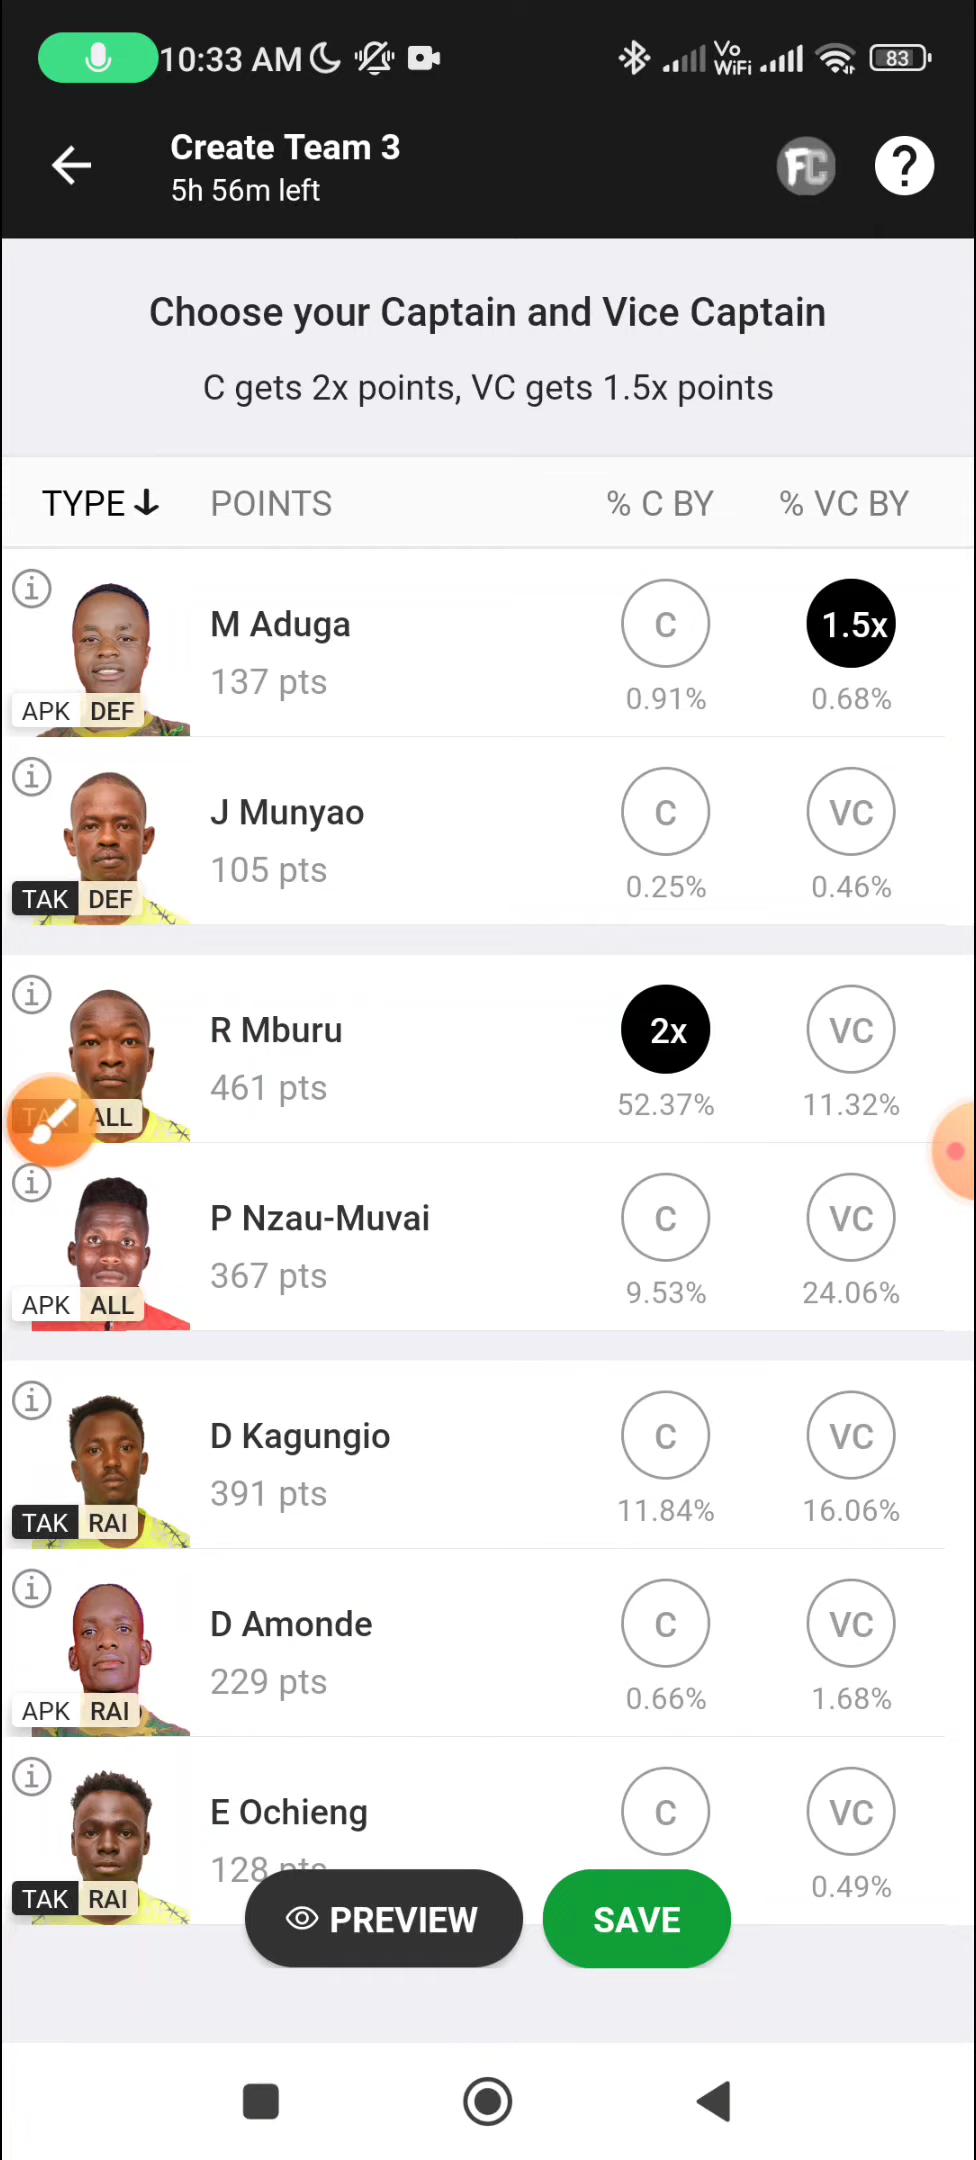 10:33 AM
Vo
WiFi
83
Create Team 3
5h 56m left
FC
?
Choose your Captain and Vice Captain
C gets 2x points, VC gets 1.5x points
TYPE POINTS % C BY % VC BY
M Aduga C 1.5x
137 pts 0.91% 0.68%
APK DEF
J Munyao C VC
105 pts 0.25% 0.46%
TAK DEF
R Mburu 2x VC
461 pts 52.37% 11.32%
ALL
P Nzau-Muvai C VC
367 pts 9.53% 24.06%
APK ALL
D Kagungio C VC
391 pts 11.84% 16.06%
TAK RAI
D Amonde C VC
229 pts 0.66% 1.68%
APK RAI
E Ochieng C VC
128 pts 0.49%
TAK RAI
PREVIEW SAVE